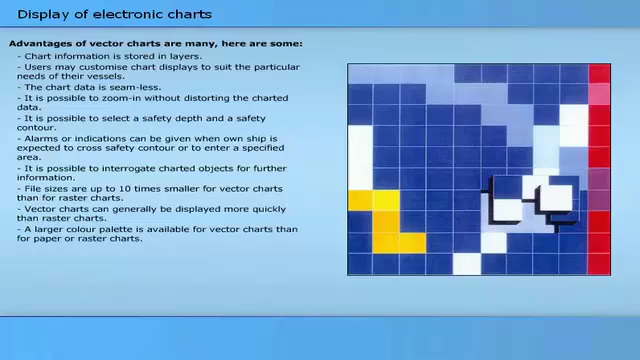 Display of electronic charts
Advantages of vector charts are many, here are some:
- Chart information is stored in layers.
- Users may customise chart displays to suit the particular
needs of their vessels.
- The chart data is seam-less.
- It is possible to zoom-in without distorting the charted
data.
- It is possible to select a safety depth and a safety
contour.
- Alarms or indications can be given when own ship is
expected to cross safety contour or to enter a specified
area.
- It is possible to interrogate charted objects for further
information.
- File sizes are up to 10 times smaller for vector charts
than for raster charts.
- Vector charts can generally be displayed more quickly
than raster charts.
- A larger colour palette is available for vector charts than
for paper or raster charts.